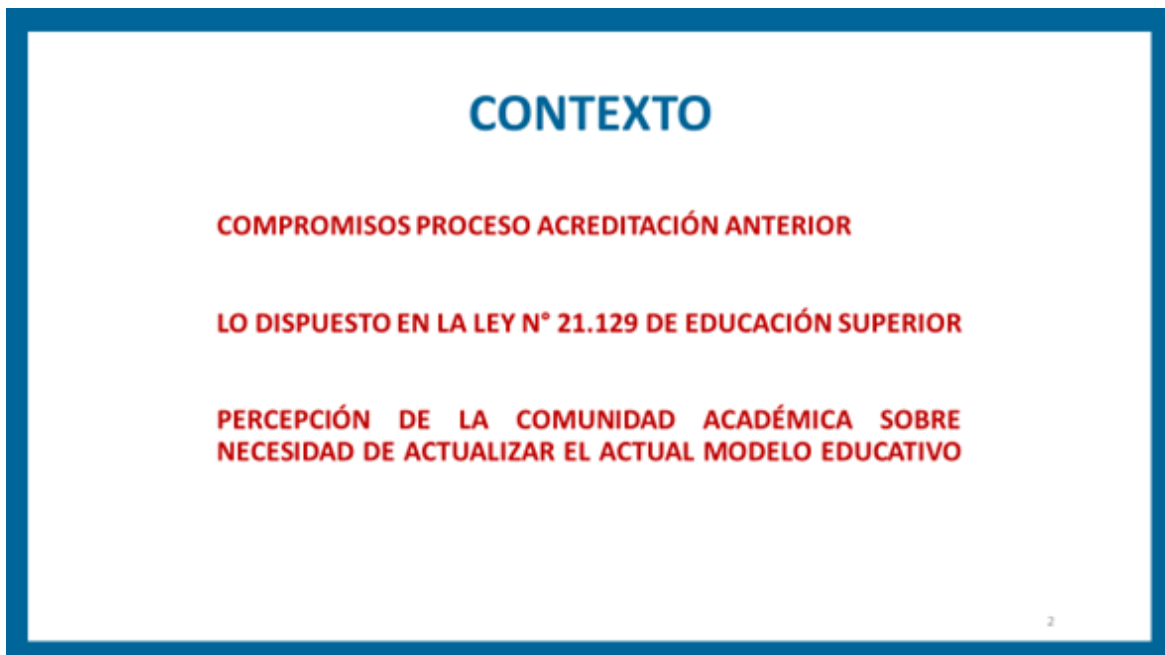 CONTEXTO
COMPROMISOS PROCESO ACREDITACIÓN ANTERIOR
LO DISPUESTO EN LA LEY N° 21.129 DE EDUCACIÓN SUPERIOR
PERCEPCIÓN DE LA COMUNIDAD ACADÉMICA SOBRE
NECESIDAD DE ACTUALIZAR EL ACTUAL MODELO EDUCATIVO
2